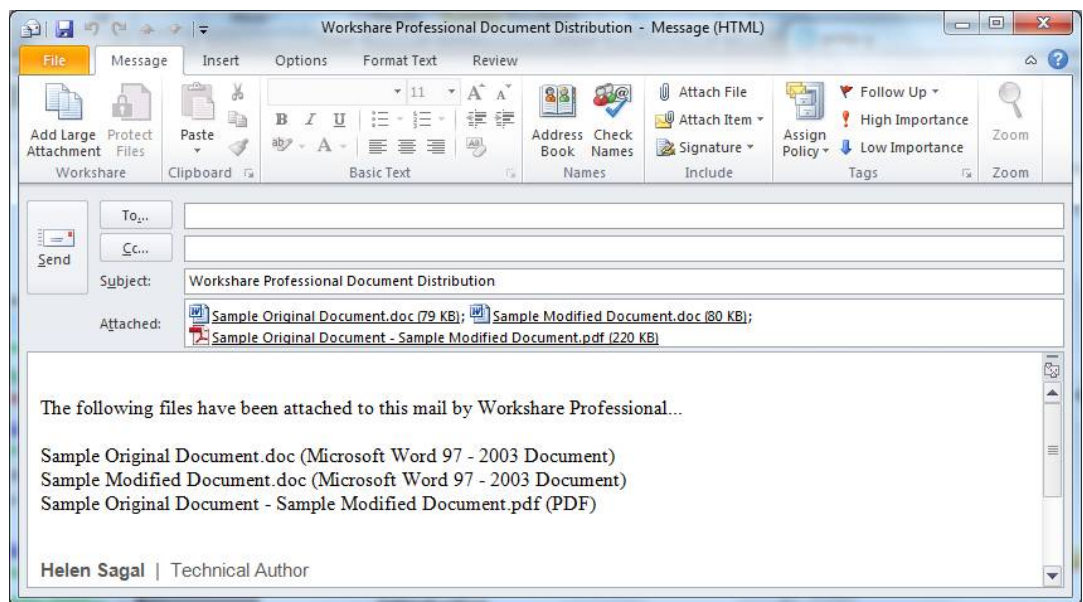 Workshare Professional Document Distribution - Message (HTML)
File Message Insert Options Format Text Review
11 A A Attach File Follow Up
B I U Attach Item High Importance
Add Large Attachment Protect Files Paste ab A Address Book Check Names Signature Assign Policy Low Importance Zoom
Workshare Clipboard Basic Text Names Include Tags Zoom
To...
Cc...
Send
Subject: Workshare Professional Document Distribution
Attached: Sample Original Document.doc (79 KB); Sample Modified Document.doc (80 KB);
Sample Original Document - Sample Modified Document.pdf (220 KB)
The following files have been attached to this mail by Workshare Professional...
Sample Original Document.doc (Microsoft Word 97 - 2003 Document)
Sample Modified Document.doc (Microsoft Word 97 - 2003 Document)
Sample Original Document - Sample Modified Document.pdf (PDF)
Helen Sagal | Technical Author